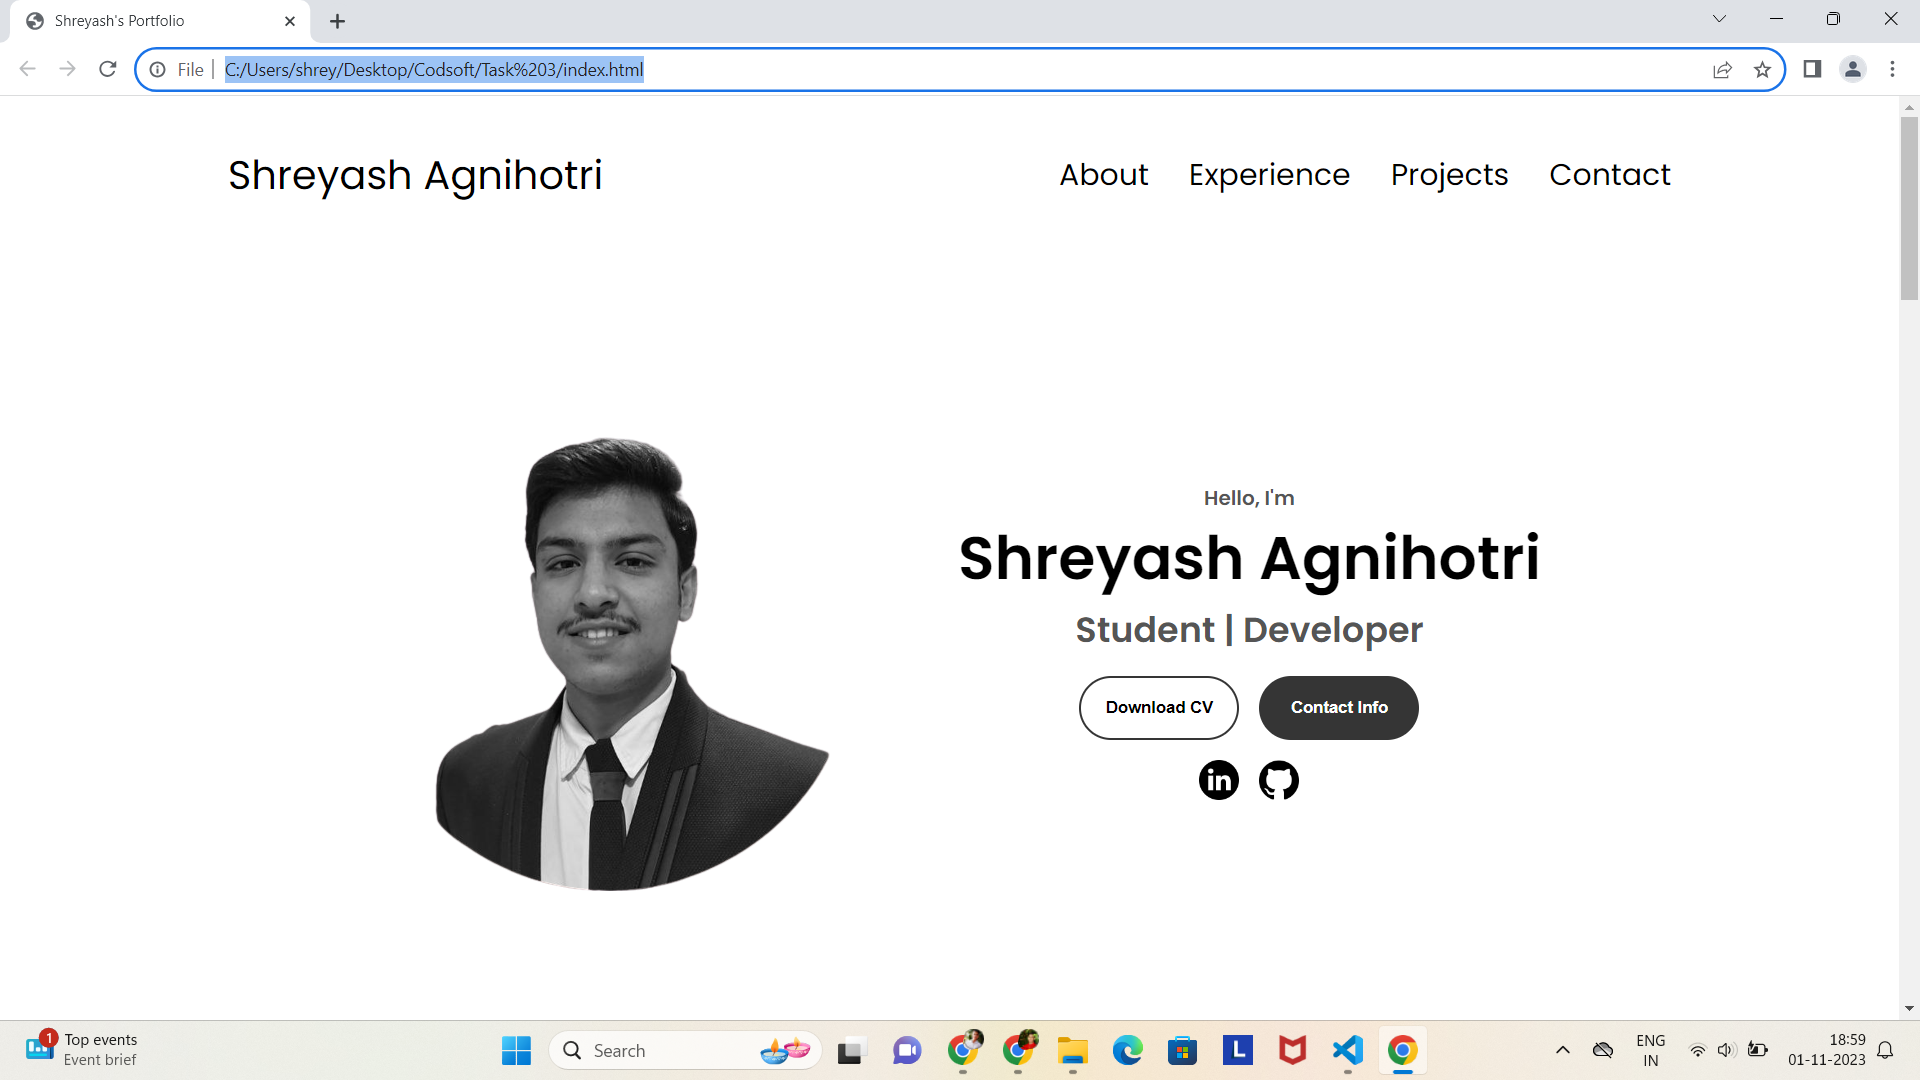 Shreyash's Portfolio
File | C:/Users/shrey/Desktop/Codsoft/Task%203/index.html
Shreyash Agnihotri
About Experience Projects Contact
Hello, I'm
Shreyash Agnihotri
Student | Developer
Download CV Contact Info
in
1
Top events
Event brief
Search
L
ENG
IN
18:59
01-11-2023